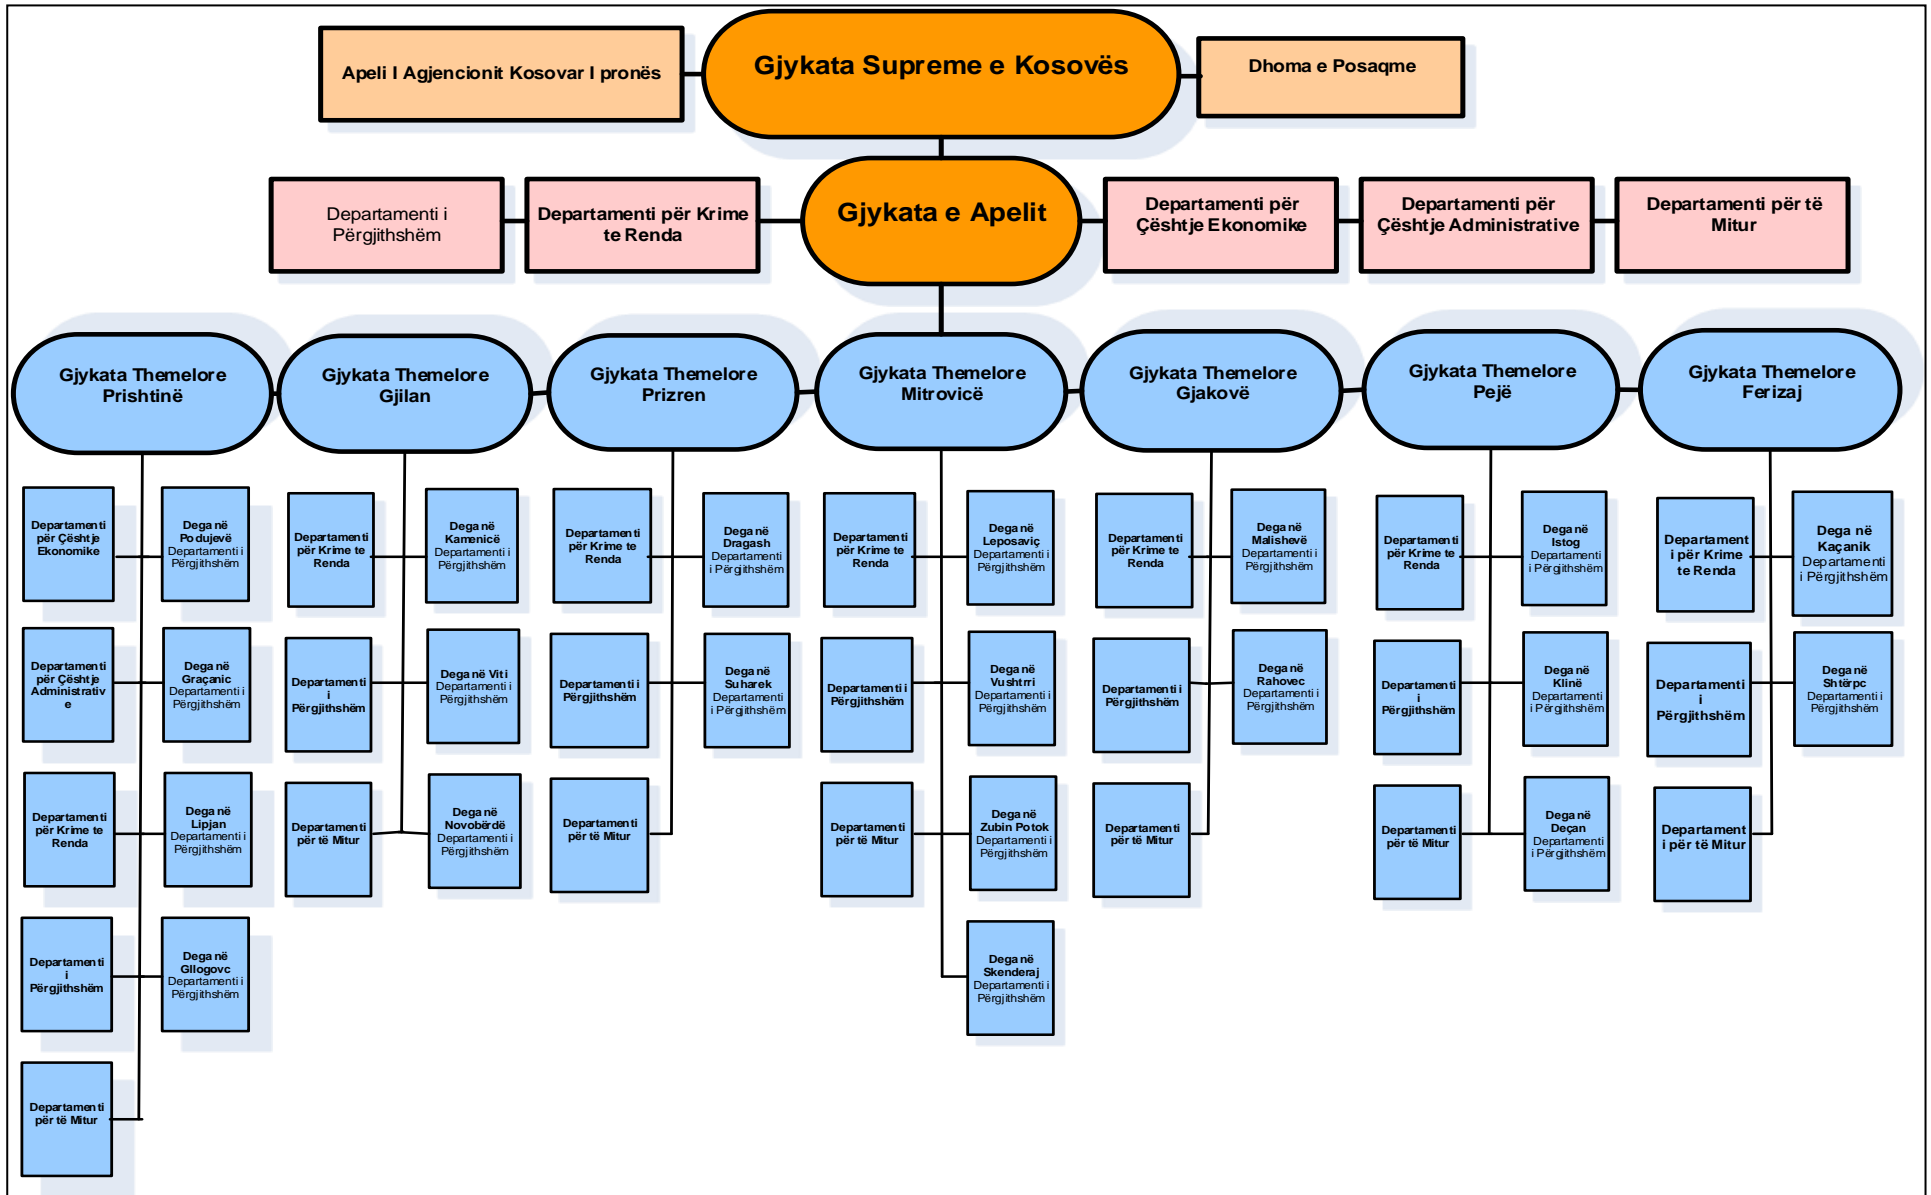 Apeli I Agjencionit Kosovar I pronës
Gjykata Supreme e Kosovës
Dhoma e Posaqme
Departamenti i
Përgjithshëm
Departamenti për Krime
te Renda
Gjykata e Apelit
Departamenti për
Çështje Ekonomike
Departamenti për
Çështje Administrative
Departamenti për të
Mitur
Gjykata Themelore
Prishtinë
Gjykata Themelore
Gjilan
Gjykata Themelore
Prizren
Gjykata Themelore
Mitrovicë
Gjykata Themelore
Gjakovë
Gjykata Themelore
Pejë
Gjykata Themelore
Ferizaj
Departamenti
për Çështje
Ekonomike
Dega në
Podujevë
Departamenti i
Përgjithshëm
Departamenti
për Çështje
Administrativ
e
Dega në
Graçanic
Departamenti i
Përgjithshëm
Departamenti
për Krime te
Renda
Dega në
Lipjan
Departamenti i
Përgjithshëm
Departamenti
i
Përgjithshëm
Dega në
Gllogovc
Departamenti i
Përgjithshëm
Departamenti
për të Mitur
Departamenti
për Krime te
Renda
Dega në
Kamenicë
Departamenti i
Përgjithshëm
Departamenti
i
Përgjithshëm
Dega në Viti
Departamenti i
Përgjithshëm
Departamenti
për të Mitur
Dega në
Novobërdë
Departamenti i
Përgjithshëm
Departamenti
për Krime te
Renda
Dega në
Dragash
Departamenti
i Përgjithshëm
Departamenti i
Përgjithshëm
Dega në
Suharek
Departamenti
i Përgjithshëm
Departamenti
për të Mitur
Departamenti
për Krime te
Renda
Dega në
Leposaviç
Departamenti i
Përgjithshëm
Departamenti i
Përgjithshëm
Dega në
Vushtrri
Departamenti i
Përgjithshëm
Departamenti
për të Mitur
Dega në
Zubin Potok
Departamenti i
Përgjithshëm
Dega në
Skenderaj
Departamenti i
Përgjithshëm
Departamenti
për Krime te
Renda
Dega në
Malishevë
Departamenti
i Përgjithshëm
Departamenti i
Përgjithshëm
Dega në
Rahovec
Departamenti i
Përgjithshëm
Departamenti
për të Mitur
Departamenti
për Krime te
Renda
Dega në
Istog
Departamenti
i Përgjithshëm
Departamenti
i
Përgjithshëm
Dega në
Klinë
Departamenti
i Përgjithshëm
Departamenti
për të Mitur
Dega në
Deçan
Departamenti
i Përgjithshëm
Departament
i për Krime
te Renda
Dega në
Kaçanik
Departamenti
i Përgjithshëm
Departamenti
i
Përgjithshëm
Dega në
Shtërpc
Departamenti i
Përgjithshëm
Departament
i për të Mitur